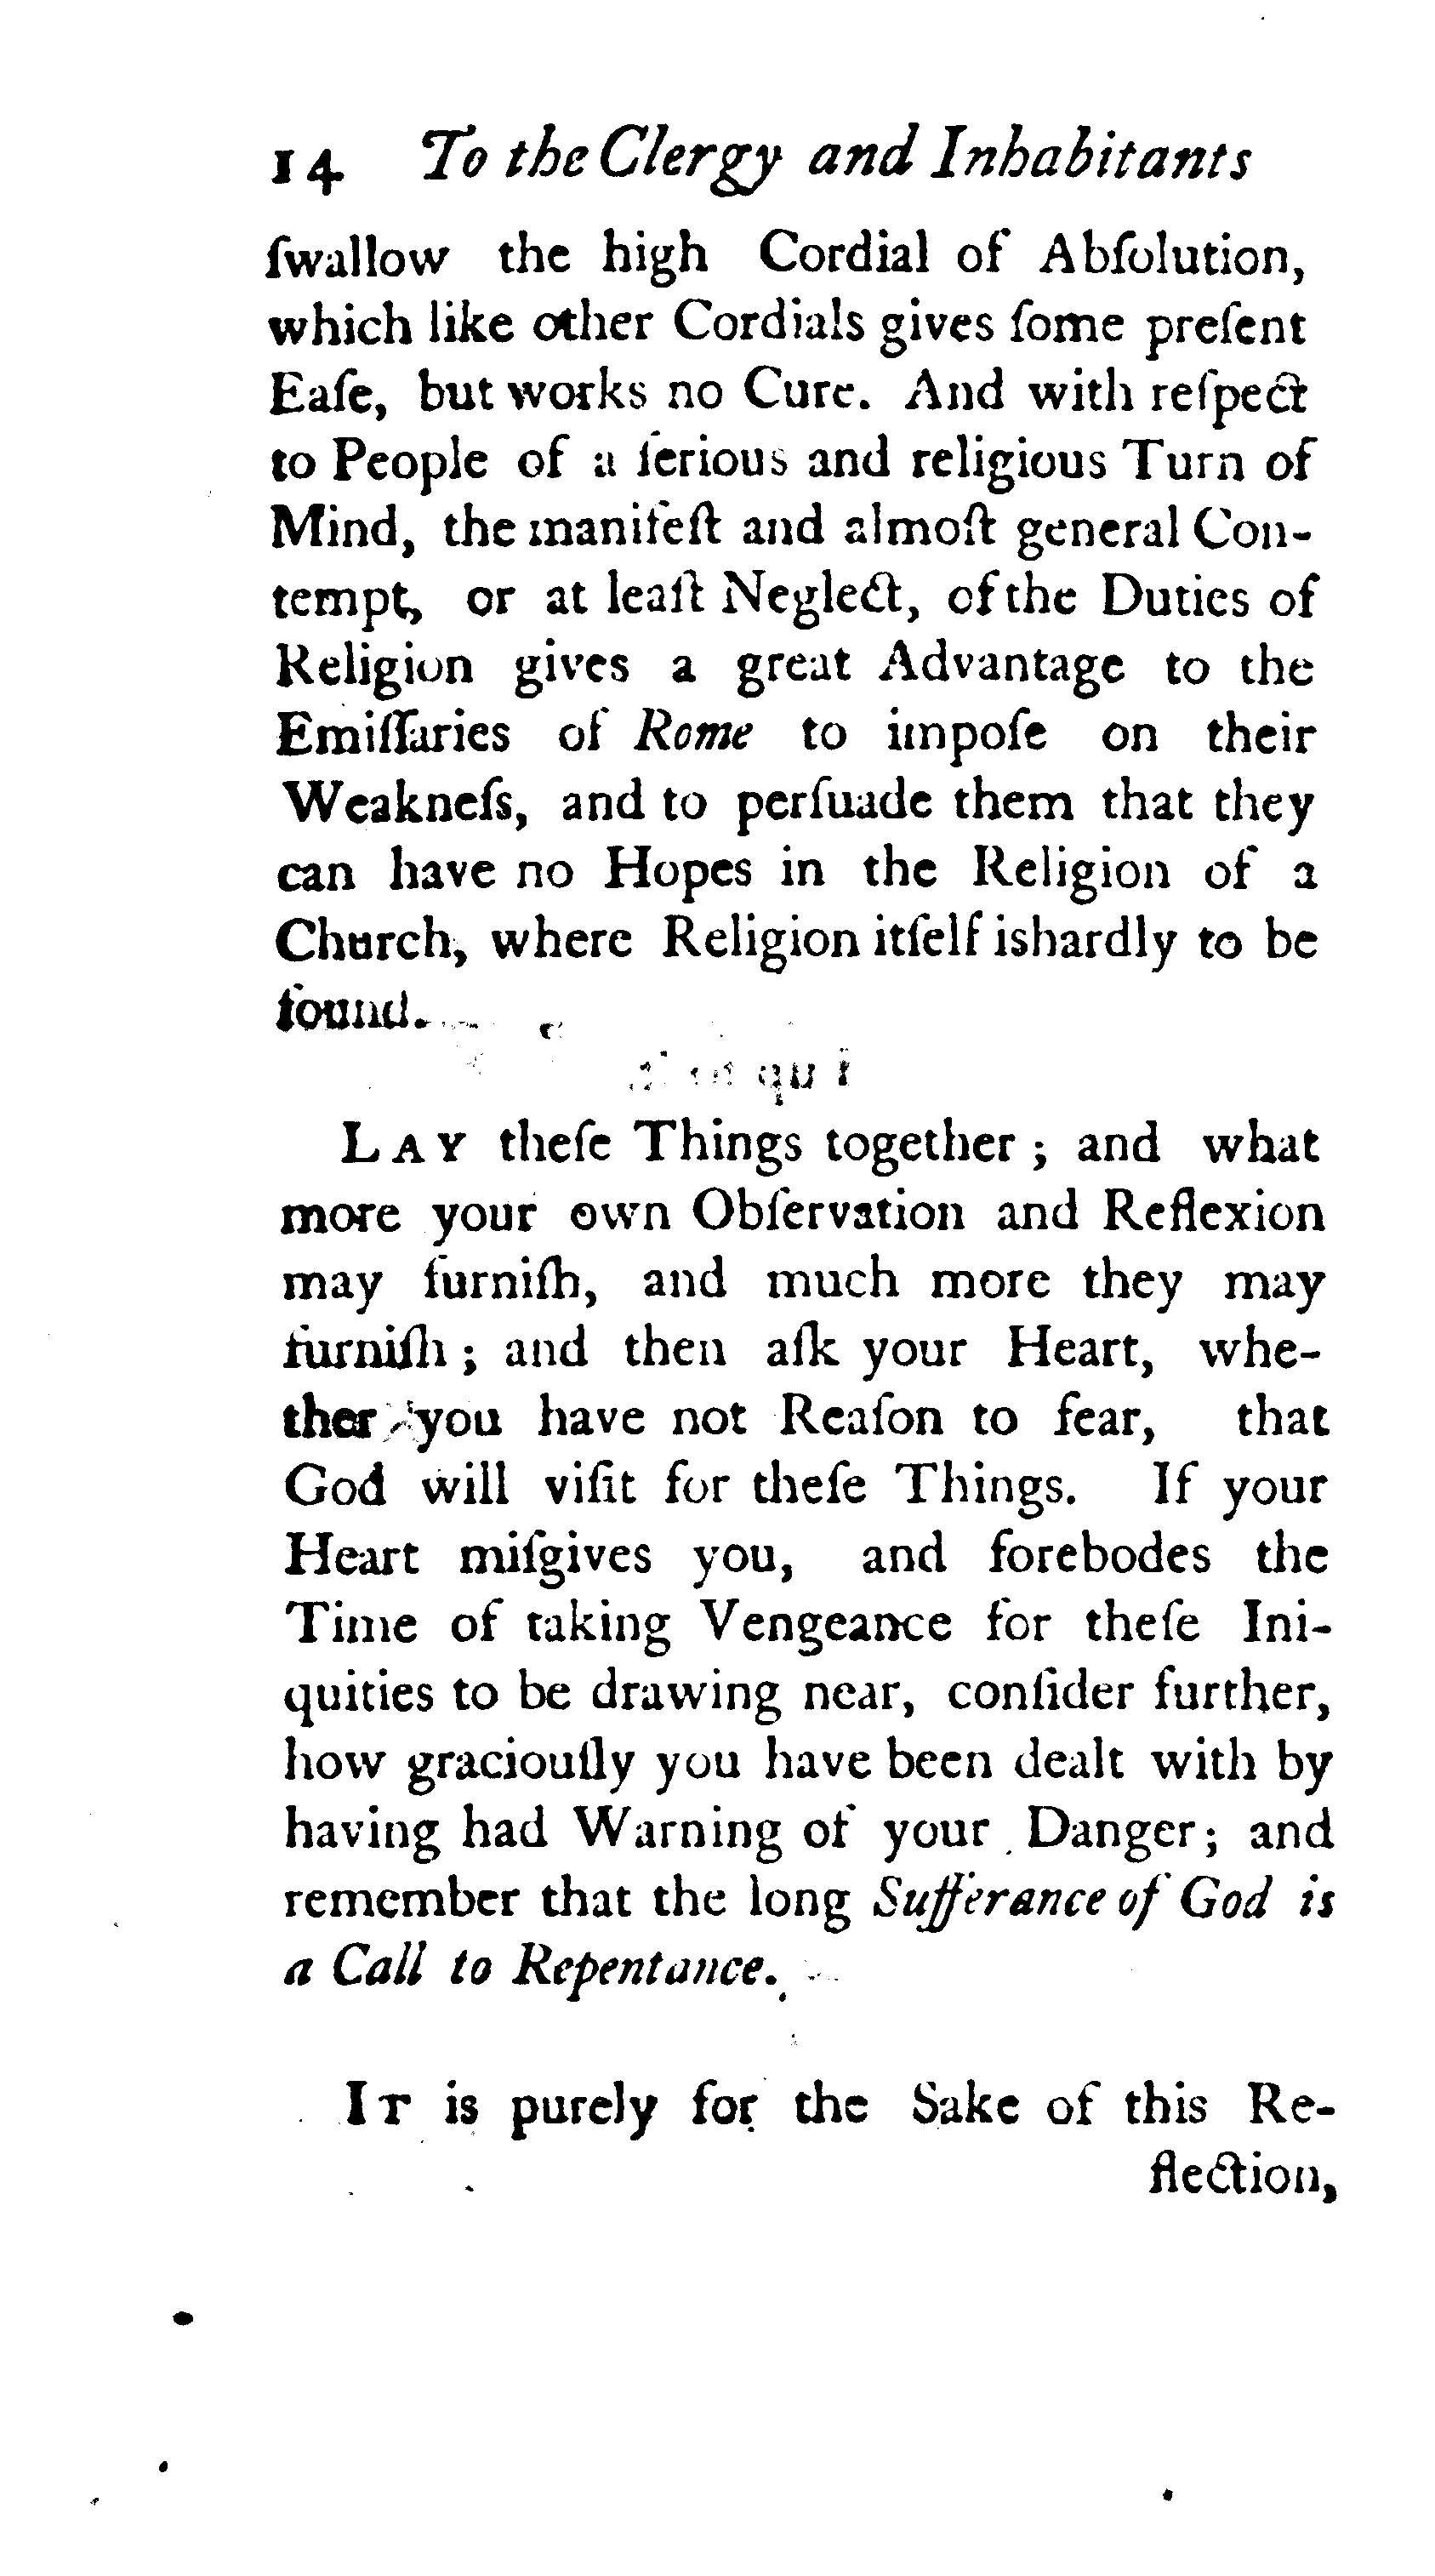 14 To the Clergy and Inhabitants
ſwallow the high Cordial of Abſolution,
which like other Cordials gives ſome preſent
Eaſe, but works no Cure. And with reſpect
to People of a ſerious and religious Turn of
Mind, the manifeſt and almoſt general Con-
tempt, or at leaſt Neglect, of the Duties of
Religion gives a great Advantage to the
Emiſſaries of Rome to impoſe on their
Weakneſs, and to perſuade them that they
can have no Hopes in the Religion of a
Church, where Religion itſelf is hardly to be
found.
LAY theſe Things together; and what
more your own Obſervation and Reflexion
may furniſh, and much more they may
furniſh; and then aſk your Heart, whe-
ther you have not Reaſon to fear, that
God will viſit for theſe Things. If your
Heart miſgives you, and forebodes the
Time of taking Vengeance for theſe Ini-
quities to be drawing near, conſider further,
how graciouſly you have been dealt with by
having had Warning of your Danger; and
remember that the long Sufferance of God is
a Call to Repentance.
IT is purely for the Sake of this Re-
flection,